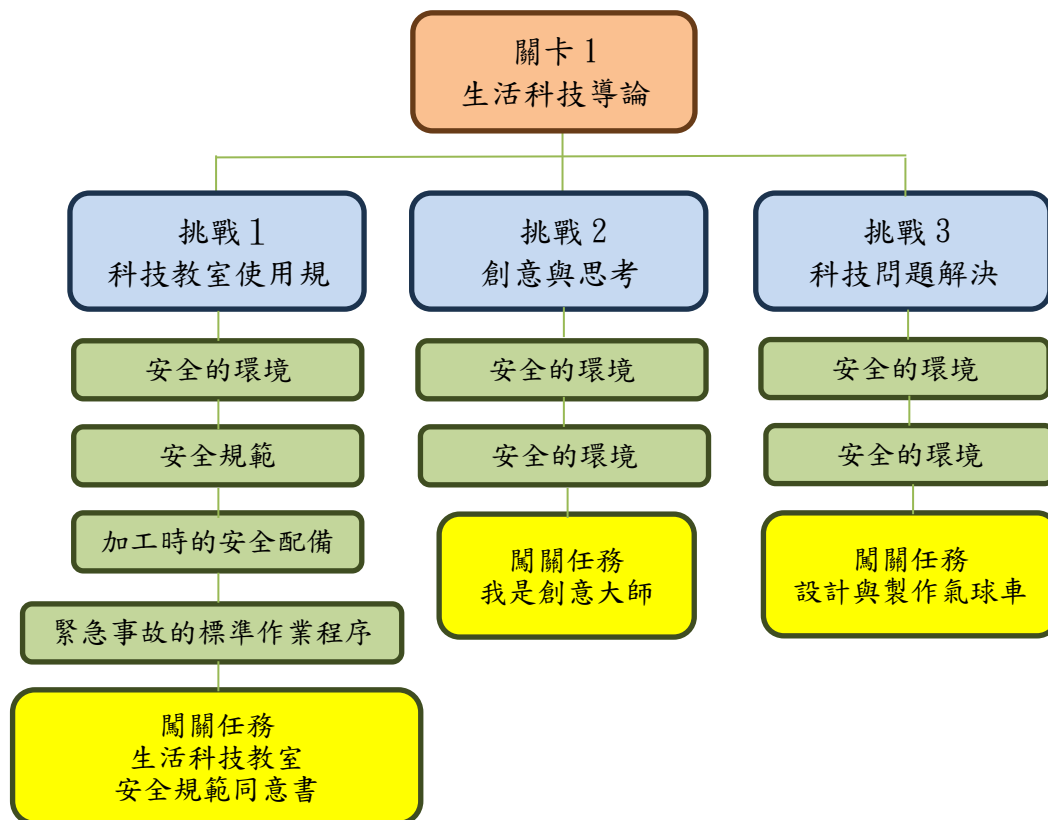 關卡 1
生活科技導論
挑戰 1
科技教室使用規
安全的環境
安全規範
加工時的安全配備
緊急事故的標準作業程序
闖關任務
生活科技教室
安全規範同意書
挑戰 2
創意與思考
安全的環境
安全的環境
闖關任務
我是創意大師
挑戰 3
科技問題解決
安全的環境
安全的環境
闖關任務
設計與製作氣球車